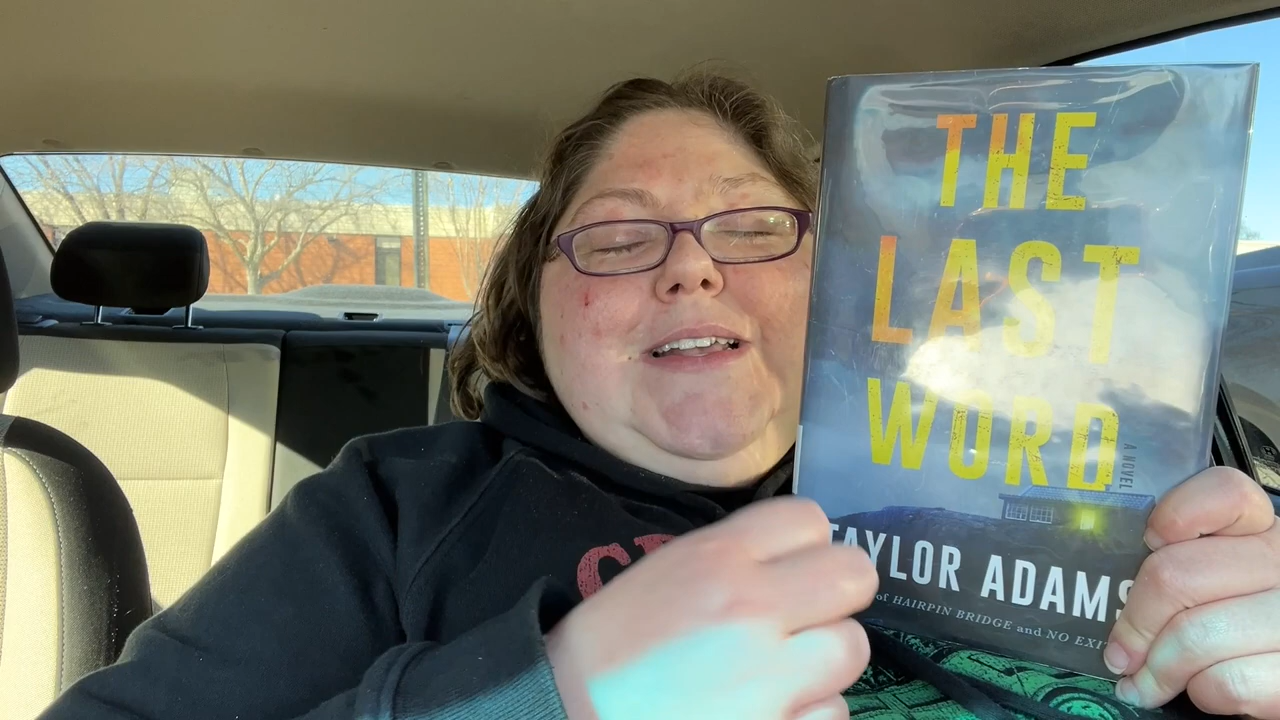 THE
LAST
WORD
A NOVEL
TAYLOR ADAMS
of HAIRPIN BRIDGE and NO EXIT